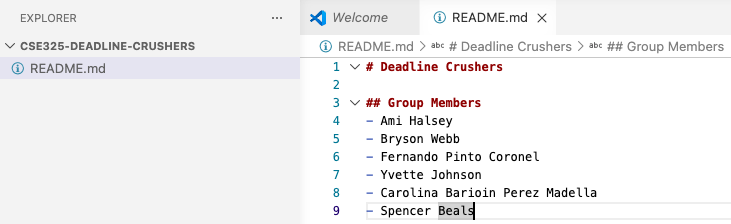 EXPLORER
CSE325-DEADLINE-CRUSHERS
README.md
Welcome
README.md
README.md > abc # Deadline Crushers > abc ## Group Members
1 # Deadline Crushers
2
3 ## Group Members
4 - Ami Halsey
5 - Bryson Webb
6 - Fernando Pinto Coronel
7 - Yvette Johnson
8 - Carolina Barioin Perez Madella
9 - Spencer Beals